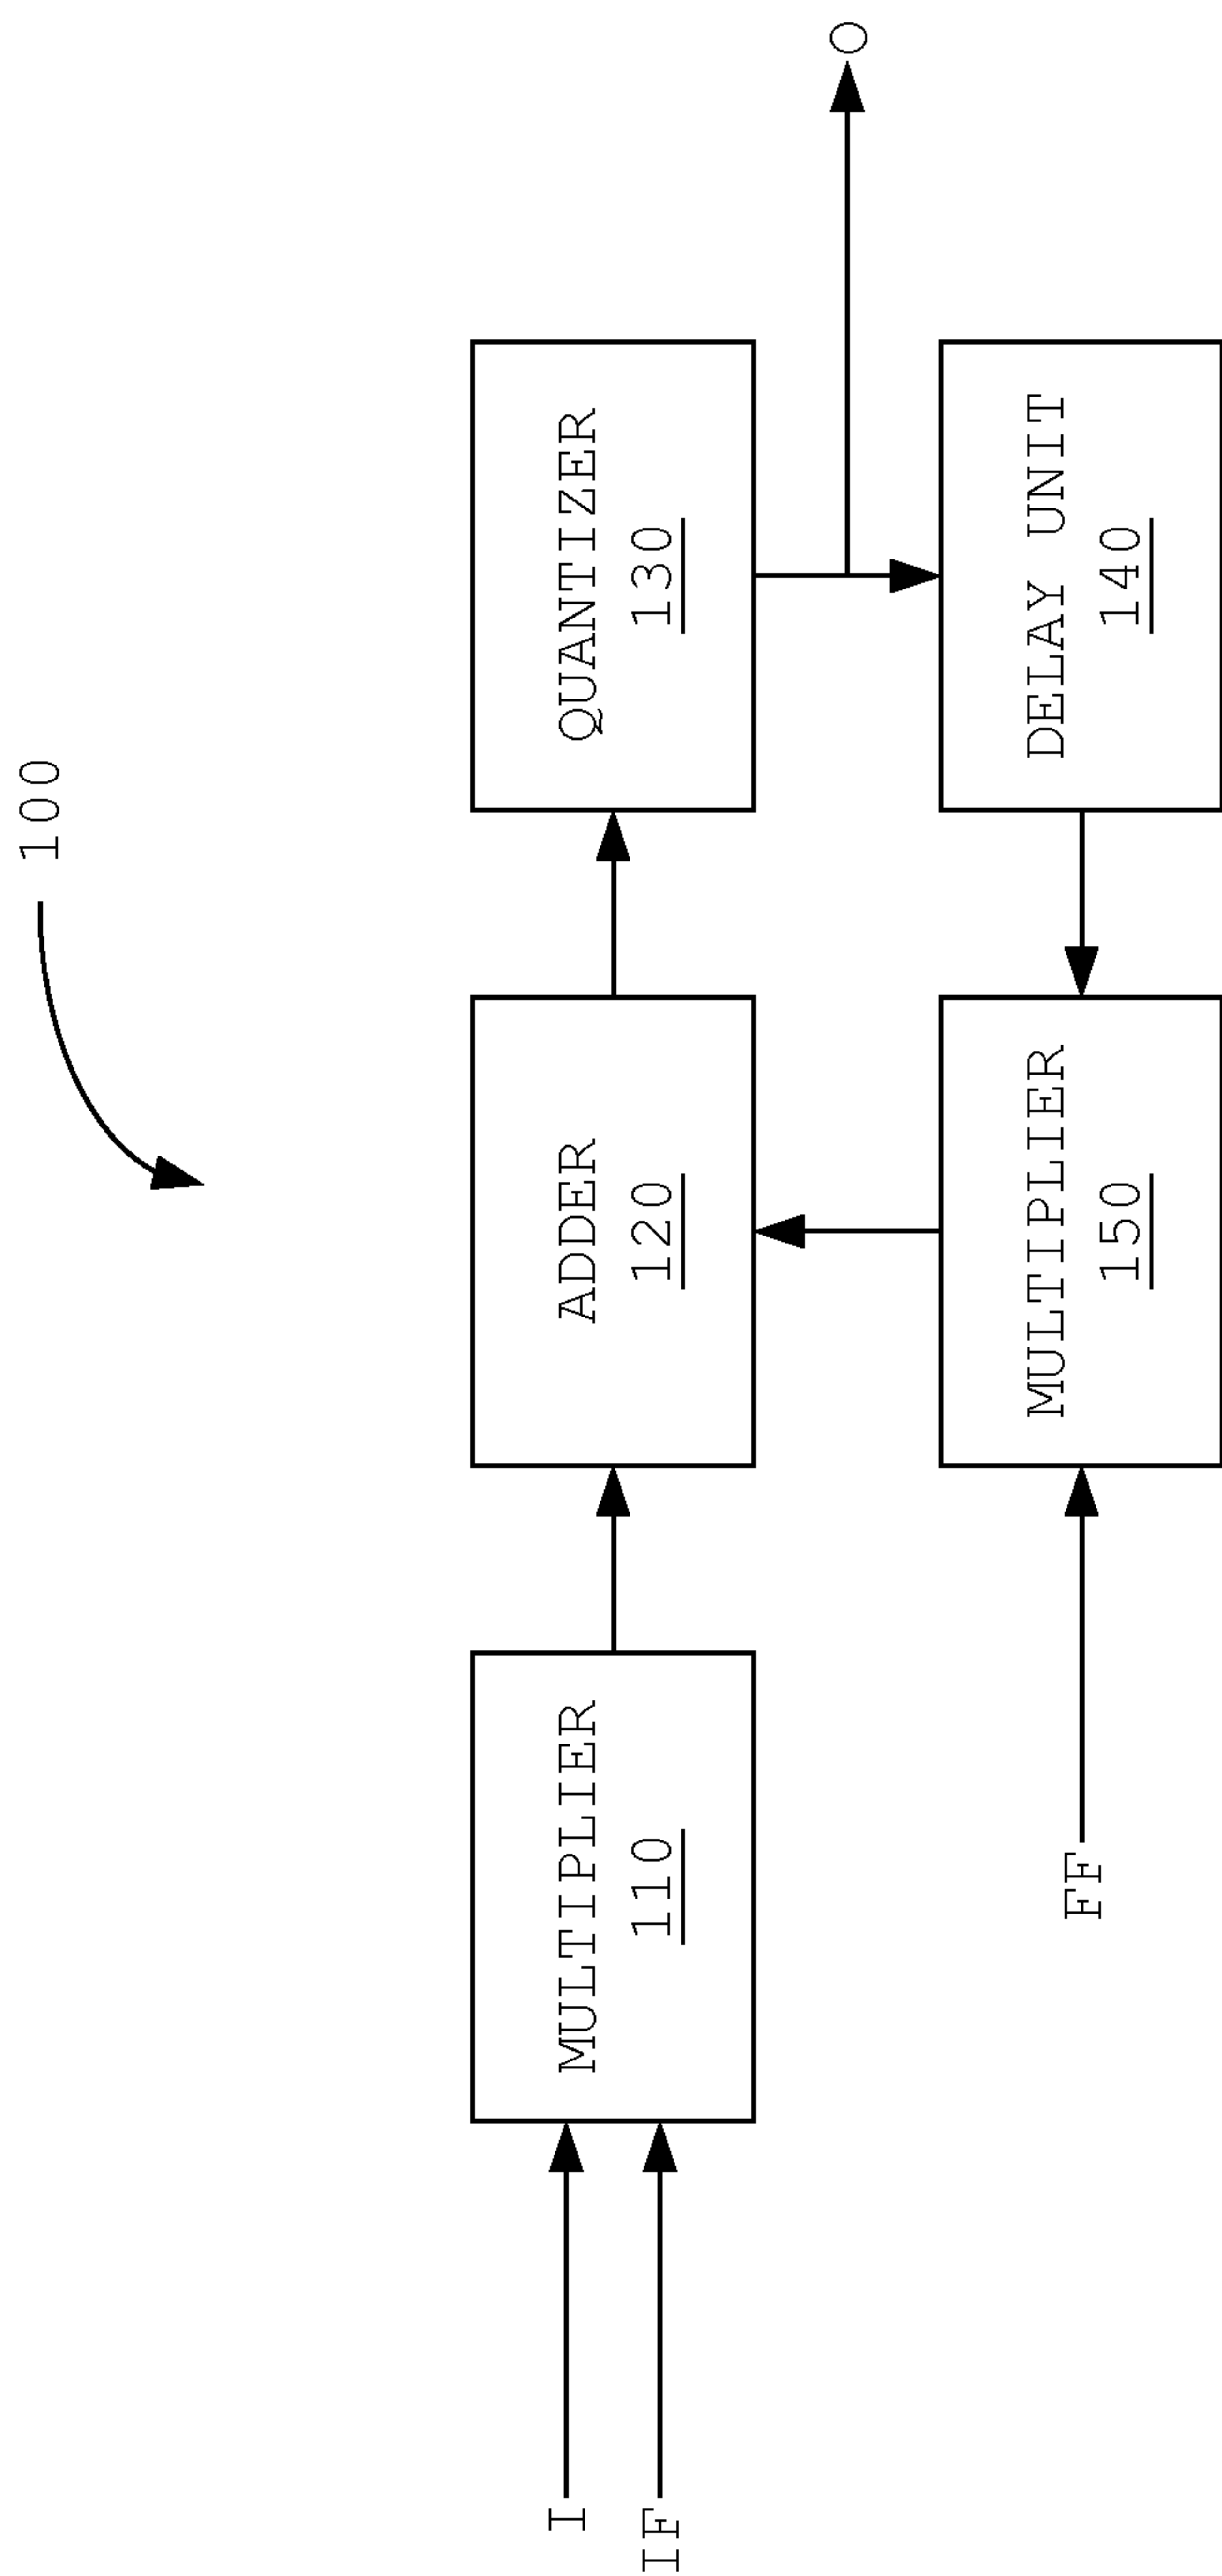 100
I
IF
MULTIPLIER
110
ADDER
120
QUANTIZER
130
O
FF
MULTIPLIER
150
DELAY UNIT
140